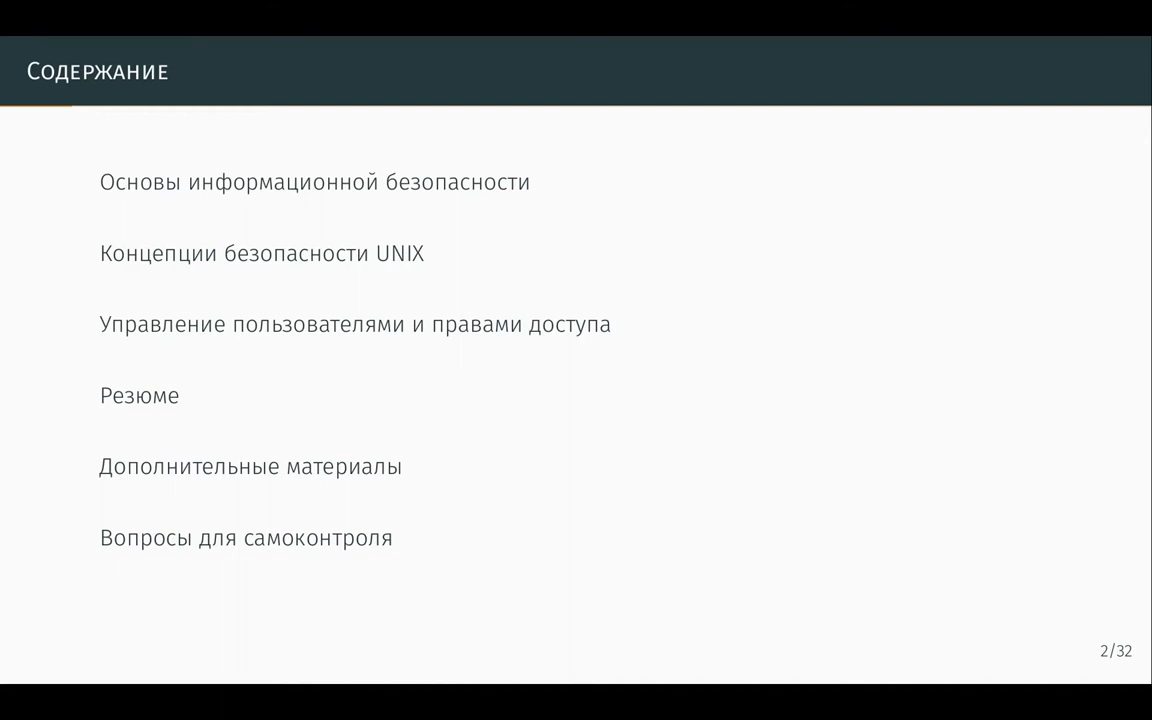 Содержание
Основы информационной безопасности
Концепции безопасности UNIX
Управление пользователями и правами доступа
Резюме
Дополнительные материалы
Вопросы для самоконтроля
2/32